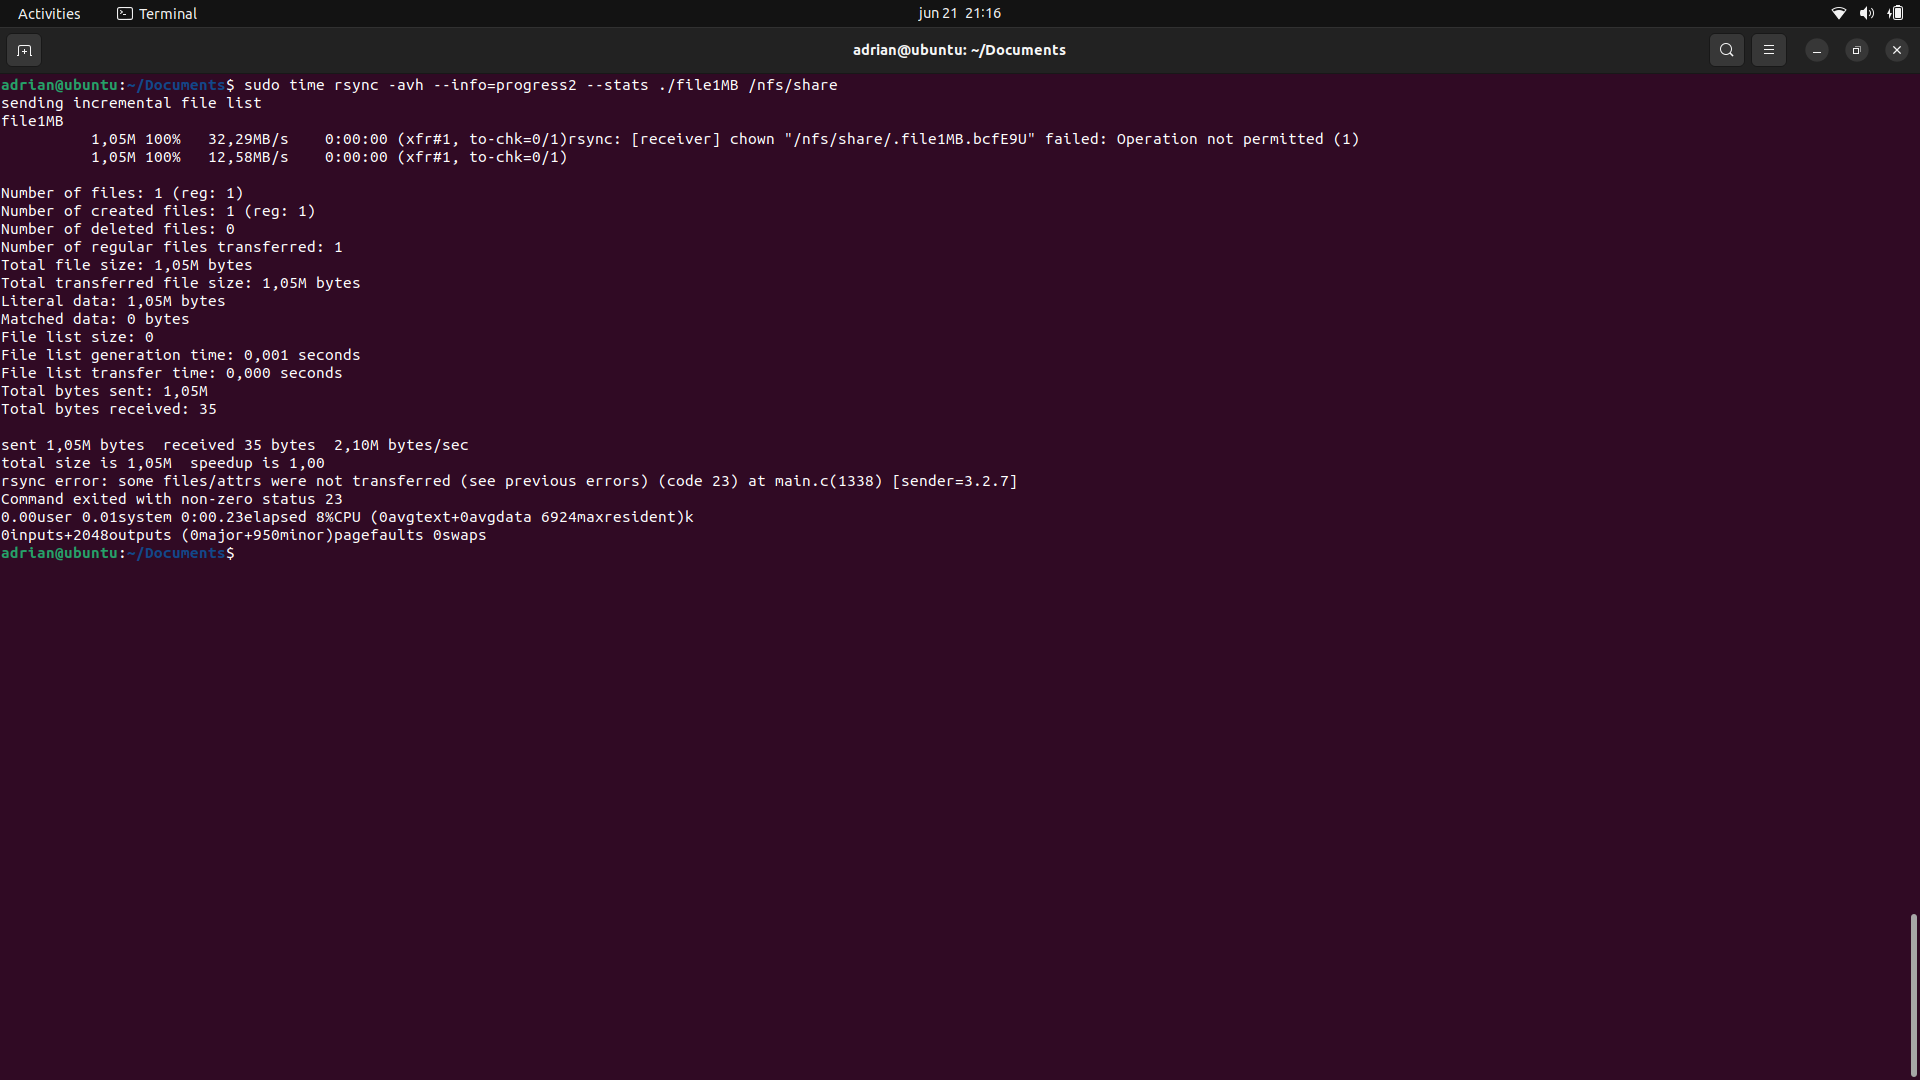 Activities Terminal jun 21 21:16
adrian@ubuntu: ~/Documents
adrian@ubuntu:~/Documents$ sudo time rsync -avh --info=progress2 --stats ./file1MB /nfs/share
sending incremental file list
file1MB
          1,05M 100%   32,29MB/s    0:00:00 (xfr#1, to-chk=0/1)rsync: [receiver] chown "/nfs/share/.file1MB.bcfE9U" failed: Operation not permitted (1)
          1,05M 100%   12,58MB/s    0:00:00 (xfr#1, to-chk=0/1)
Number of files: 1 (reg: 1)
Number of created files: 1 (reg: 1)
Number of deleted files: 0
Number of regular files transferred: 1
Total file size: 1,05M bytes
Total transferred file size: 1,05M bytes
Literal data: 1,05M bytes
Matched data: 0 bytes
File list size: 0
File list generation time: 0,001 seconds
File list transfer time: 0,000 seconds
Total bytes sent: 1,05M
Total bytes received: 35
sent 1,05M bytes  received 35 bytes  2,10M bytes/sec
total size is 1,05M  speedup is 1,00
rsync error: some files/attrs were not transferred (see previous errors) (code 23) at main.c(1338) [sender=3.2.7]
Command exited with non-zero status 23
0.00user 0.01system 0:00.23elapsed 8%CPU (0avgtext+0avgdata 6924maxresident)k
0inputs+2048outputs (0major+950minor)pagefaults 0swaps
adrian@ubuntu:~/Documents$